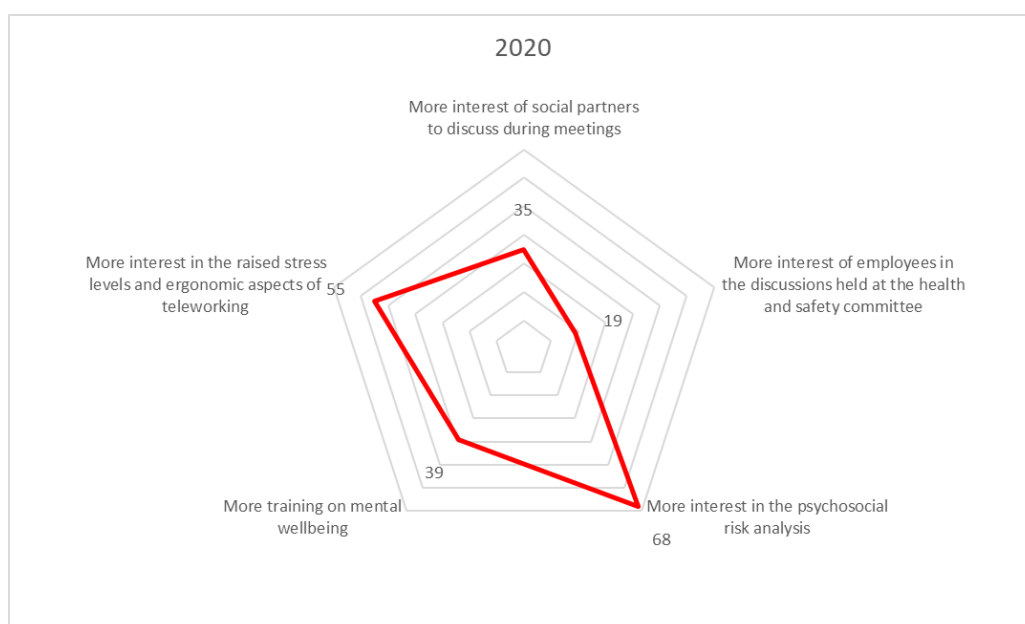 2020
More interest of social partners
to discuss during meetings
35
More interest of employees in
the discussions held at the health
and safety committee
19
More interest in the psychosocial
risk analysis
68
More training on mental
wellbeing
39
More interest in the raised stress
levels and ergonomic aspects of
teleworking
55